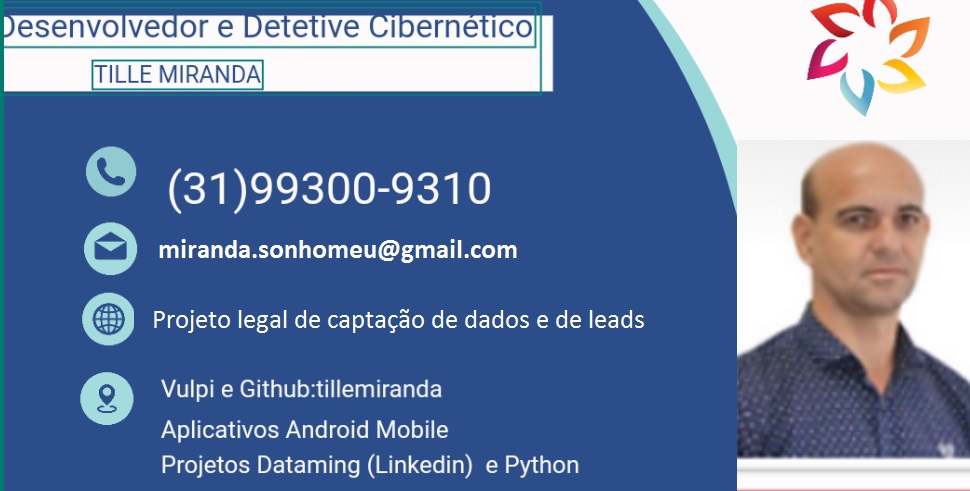 Desenvolvedor e Detetive Cibernético
TILLE MIRANDA
(31)99300-9310
miranda.sonhomeu@gmail.com
Projeto legal de captação de dados e de leads
Vulpi e Github:tillemiranda
Aplicativos Android Mobile
Projetos Dataming (Linkedin) e Python